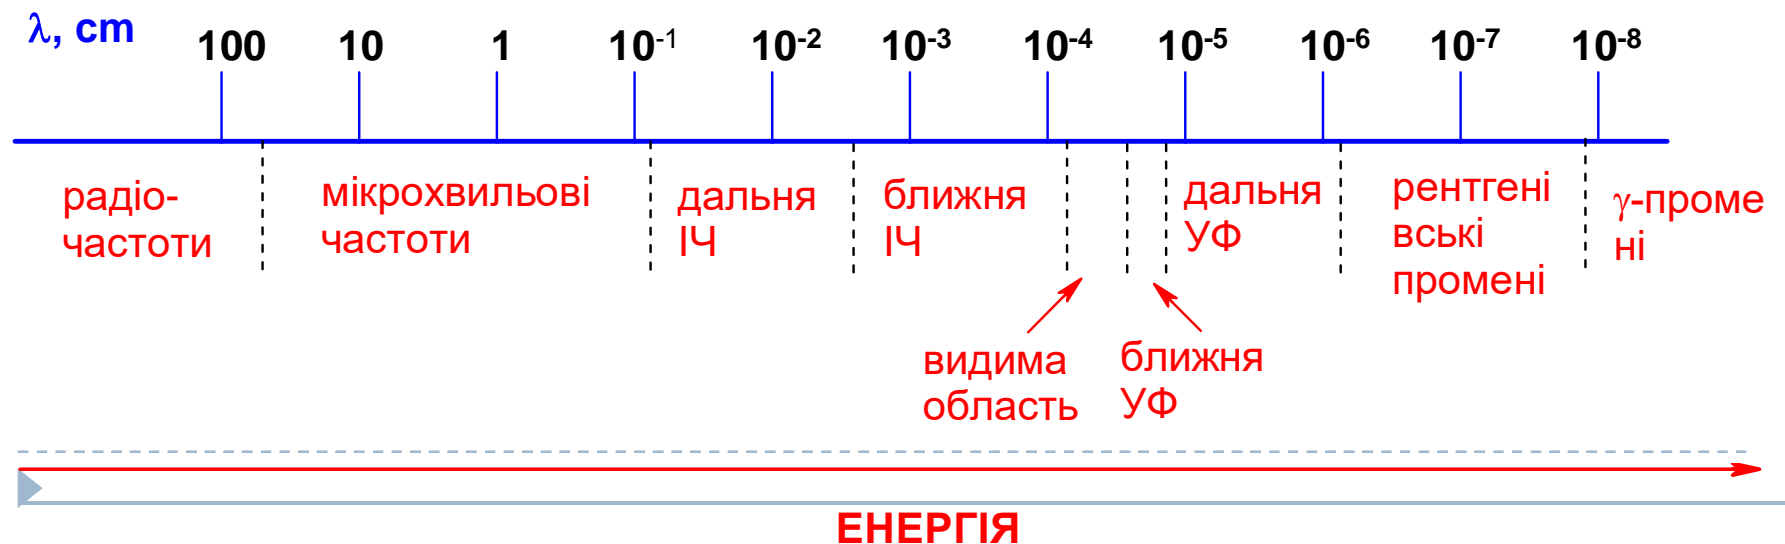 λ, cm
100 10 1 10⁻¹ 10⁻² 10⁻³ 10⁻⁴ 10⁻⁵ 10⁻⁶ 10⁻⁷ 10⁻⁸
радіо-
частоти
мікрохвильові
частоти
дальня
ІЧ
ближня
ІЧ
дальня
УФ
рентгені
вські
промені
γ-проме
ні
видима
область
ближня
УФ
ЕНЕРГІЯ